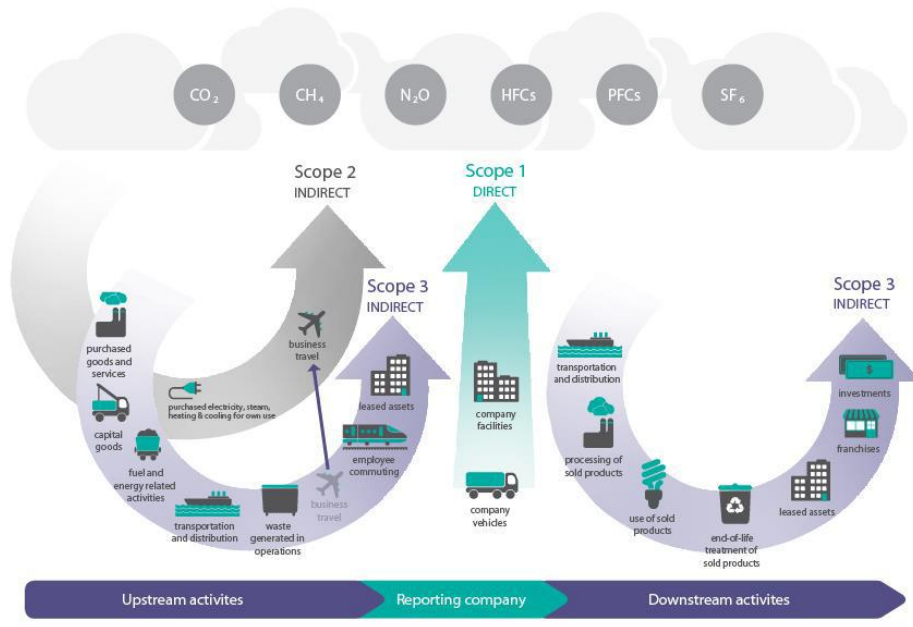 CO2
CH4
N2O
HFCs
PFCs
SF6
Scope 2
INDIRECT
Scope 1
DIRECT
Scope 3
INDIRECT
Scope 3
INDIRECT
purchased
goods and
services
capital
goods
fuel and
energy related
activities
transportation
and distribution
waste
generated in
operations
business
travel
employee
commuting
leased assets
business
travel
purchased electricity, steam,
heating & cooling for own use
company
facilities
company
vehicles
transportation
and distribution
processing of
sold products
use of sold
products
end-of-life
treatment of
sold products
leased assets
franchises
$
investments
Upstream activites
Reporting company
Downstream activites